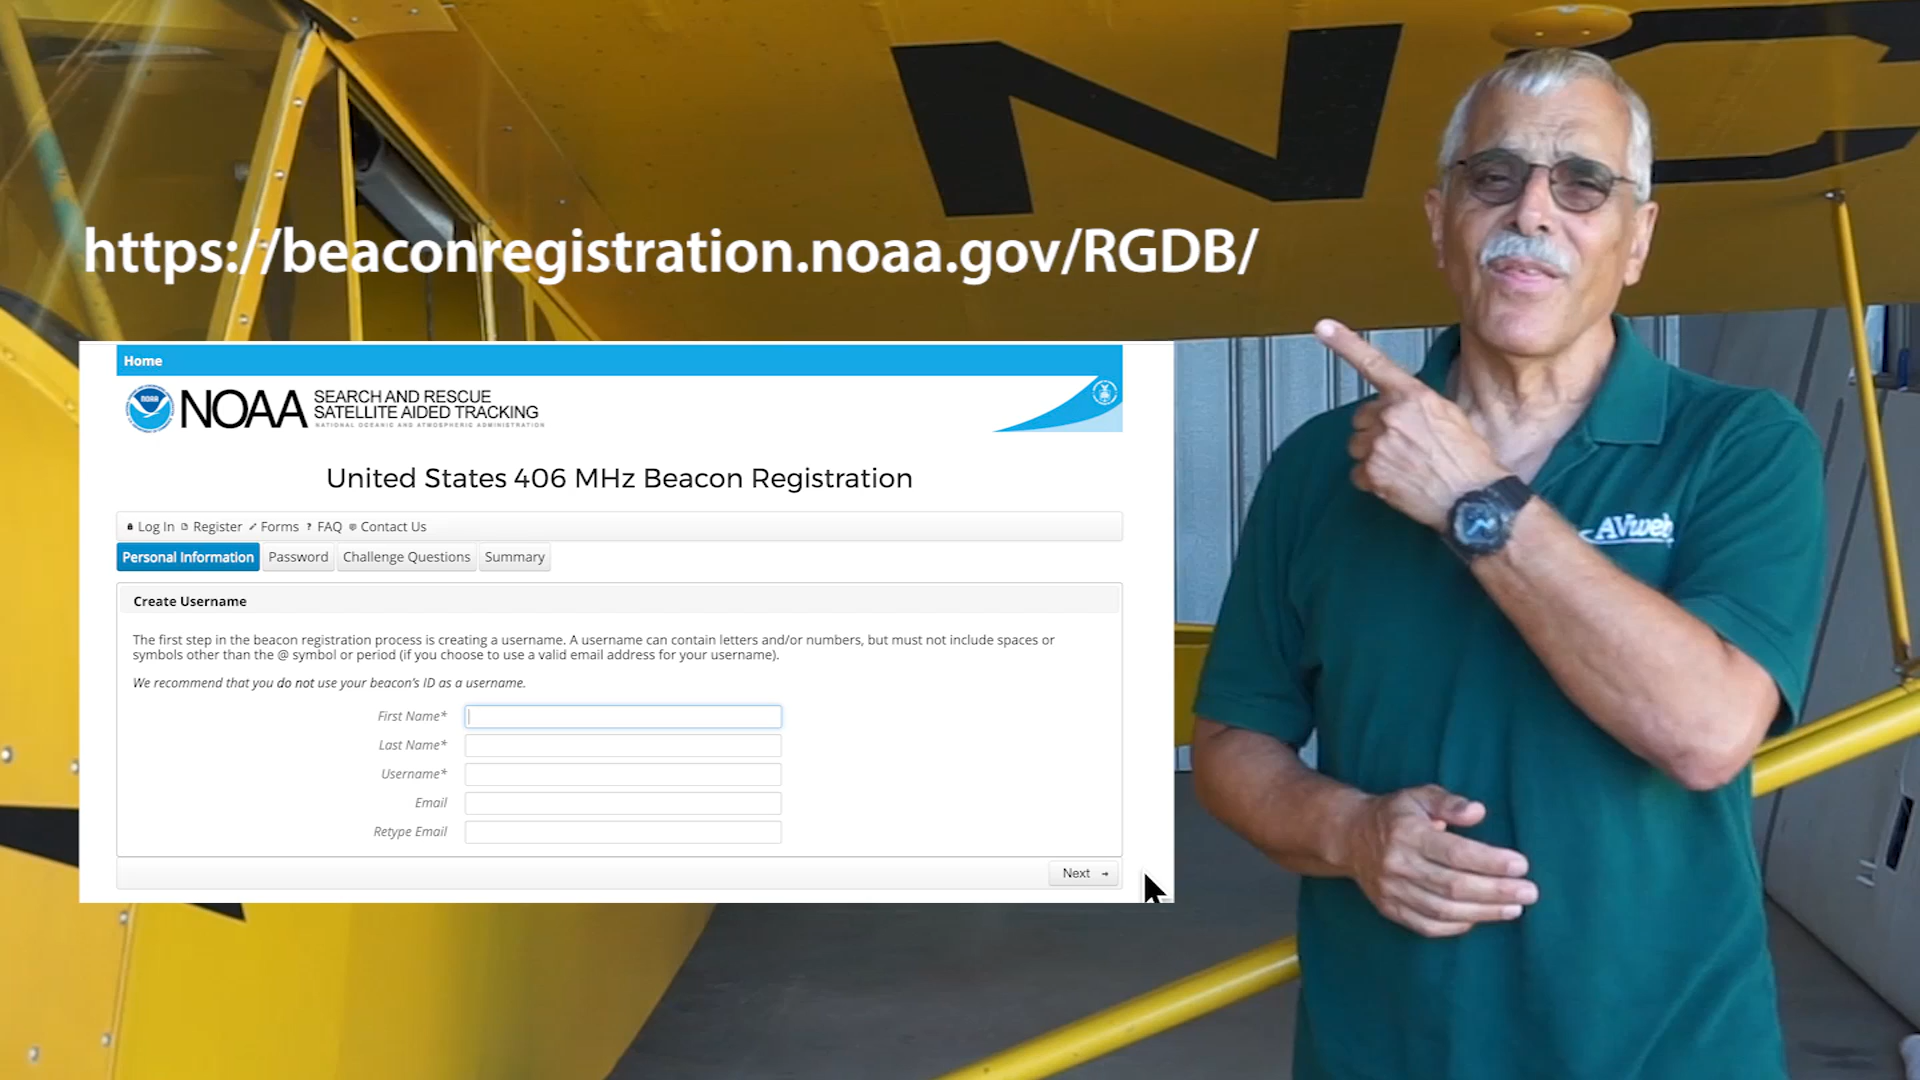 NC
https://beaconregistration.noaa.gov/RGDB/
Home
NOAA
SEARCH AND RESCUE
SATELLITE AIDED TRACKING
NATIONAL OCEANIC AND ATMOSPHERIC ADMINISTRATION
United States 406 MHz Beacon Registration
Log In Register Forms ? FAQ Contact Us
Personal Information Password Challenge Questions Summary
Create Username
The first step in the beacon registration process is creating a username. A username can contain letters and/or numbers, but must not include spaces or
symbols other than the @ symbol or period (if you choose to use a valid email address for your username).
We recommend that you do not use your beacon's ID as a username.
First Name*
Last Name*
Username*
Email
Retype Email
Next
AVweb